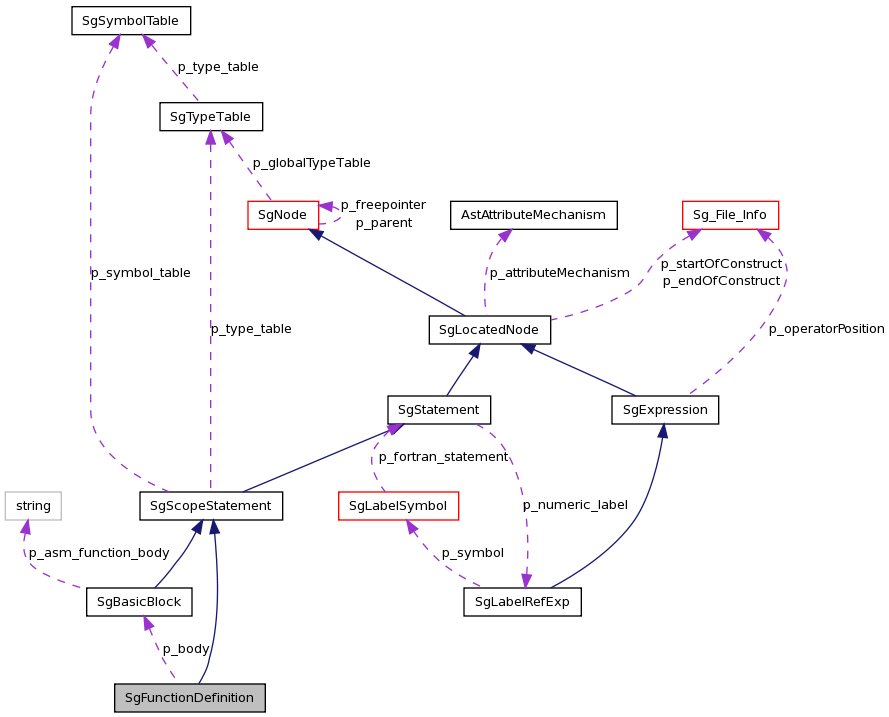 SgSymbolTable
p_type_table
SgTypeTable
p_globalTypeTable
SgNode
p_freepointer
p_parent
AstAttributeMechanism
Sg_File_Info
p_symbol_table
p_attributeMechanism
p_startOfConstruct
p_endOfConstruct
p_type_table
SgLocatedNode
p_operatorPosition
SgStatement
SgExpression
p_fortran_statement
string
SgScopeStatement
SgLabelSymbol
p_numeric_label
p_asm_function_body
p_symbol
SgBasicBlock
SgLabelRefExp
p_body
SgFunctionDefinition